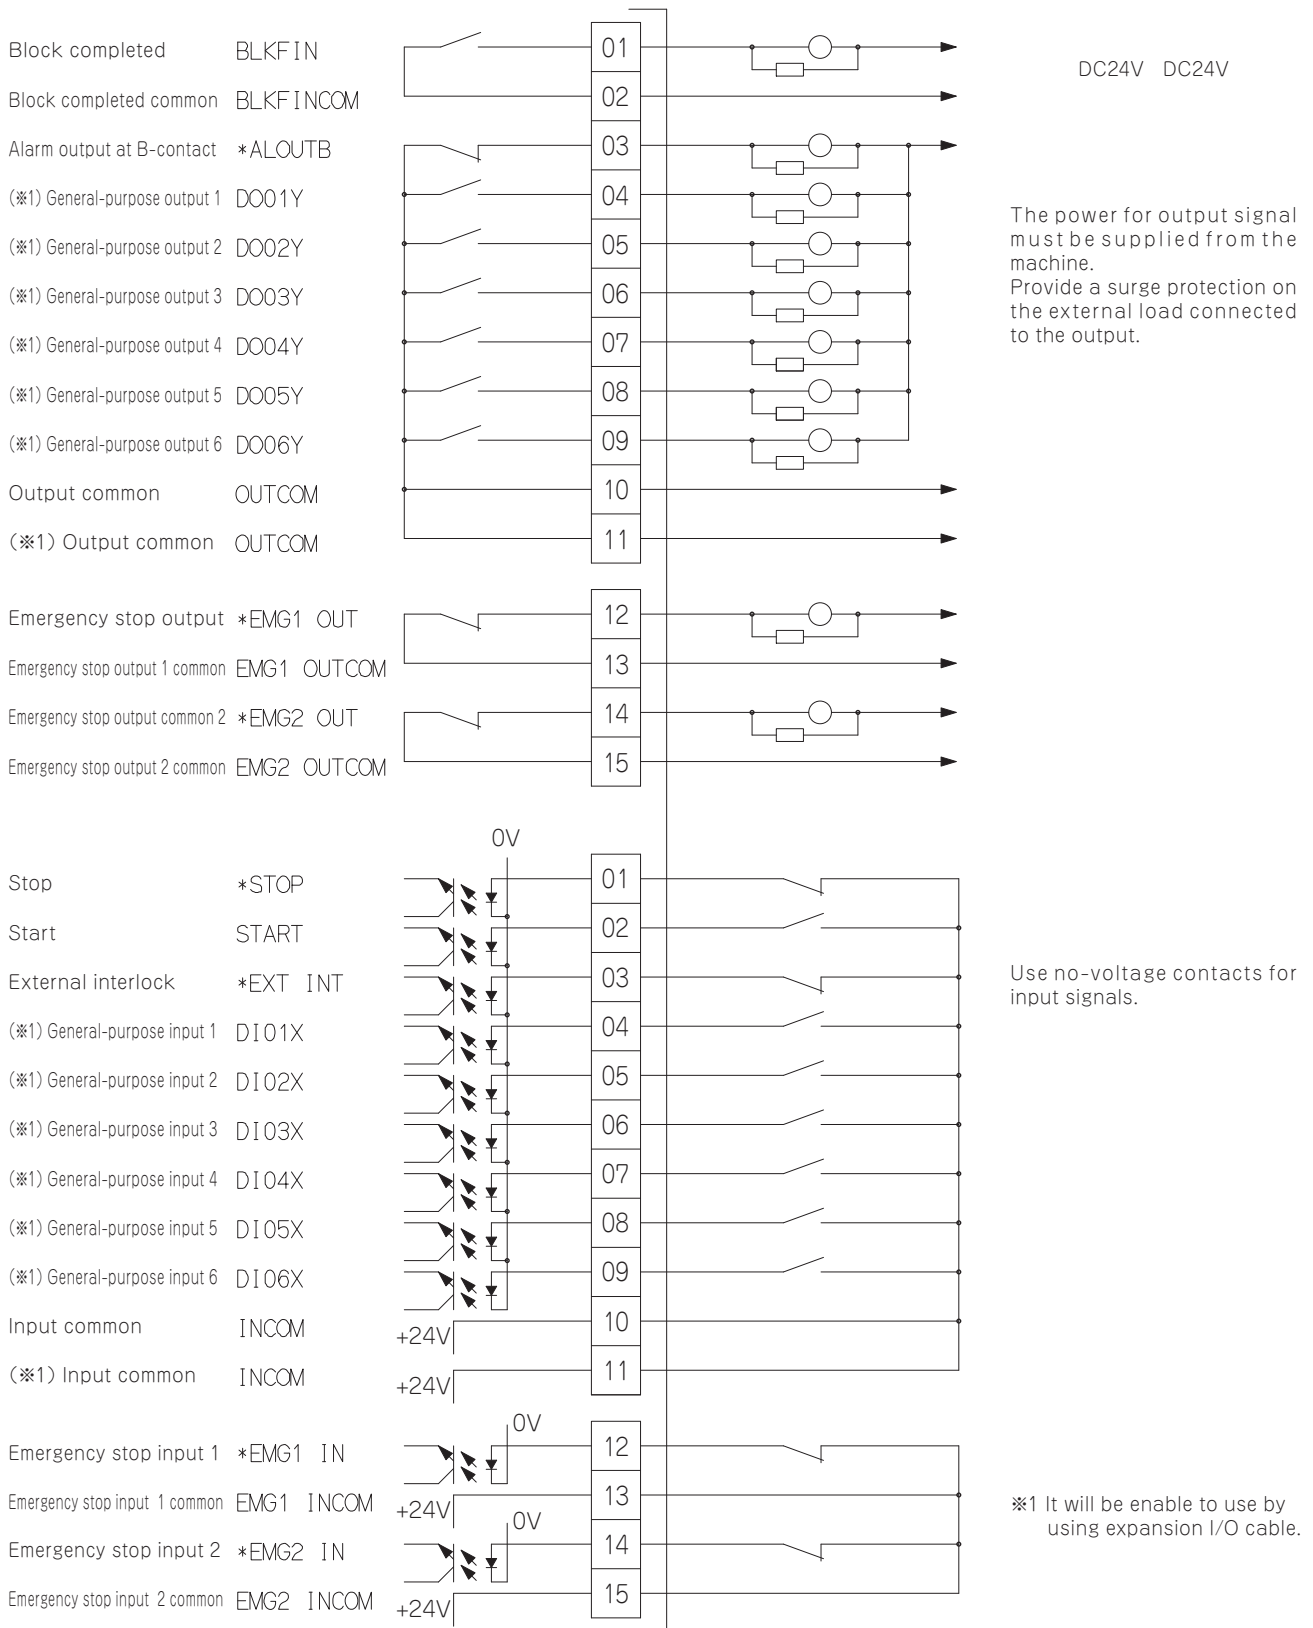 Block completed BLKFIN 01
DC24V DC24V
Block completed common BLKFINCOM 02
Alarm output at B-contact *ALOUTB 03
(※1) General-purpose output 1 DO01Y 04
(※1) General-purpose output 2 DO02Y 05
(※1) General-purpose output 3 DO03Y 06
(※1) General-purpose output 4 DO04Y 07
(※1) General-purpose output 5 DO05Y 08
(※1) General-purpose output 6 DO06Y 09
Output common OUTCOM 10
(※1) Output common OUTCOM 11
The power for output signal
must be supplied from the
machine.
Provide a surge protection on
the external load connected
to the output.
Emergency stop output *EMG1 OUT 12
Emergency stop output 1 common EMG1 OUTCOM 13
Emergency stop output common 2 *EMG2 OUT 14
Emergency stop output 2 common EMG2 OUTCOM 15
0V
Stop *STOP 01
Start START 02
External interlock *EXT INT 03
(※1) General-purpose input 1 DI01X 04
(※1) General-purpose input 2 DI02X 05
(※1) General-purpose input 3 DI03X 06
(※1) General-purpose input 4 DI04X 07
(※1) General-purpose input 5 DI05X 08
(※1) General-purpose input 6 DI06X 09
Input common INCOM +24V 10
(※1) Input common INCOM +24V 11
Use no-voltage contacts for
input signals.
0V
Emergency stop input 1 *EMG1 IN 12
Emergency stop input 1 common EMG1 INCOM +24V 13
0V
Emergency stop input 2 *EMG2 IN 14
Emergency stop input 2 common EMG2 INCOM +24V 15
※1 It will be enable to use by
using expansion I/O cable.